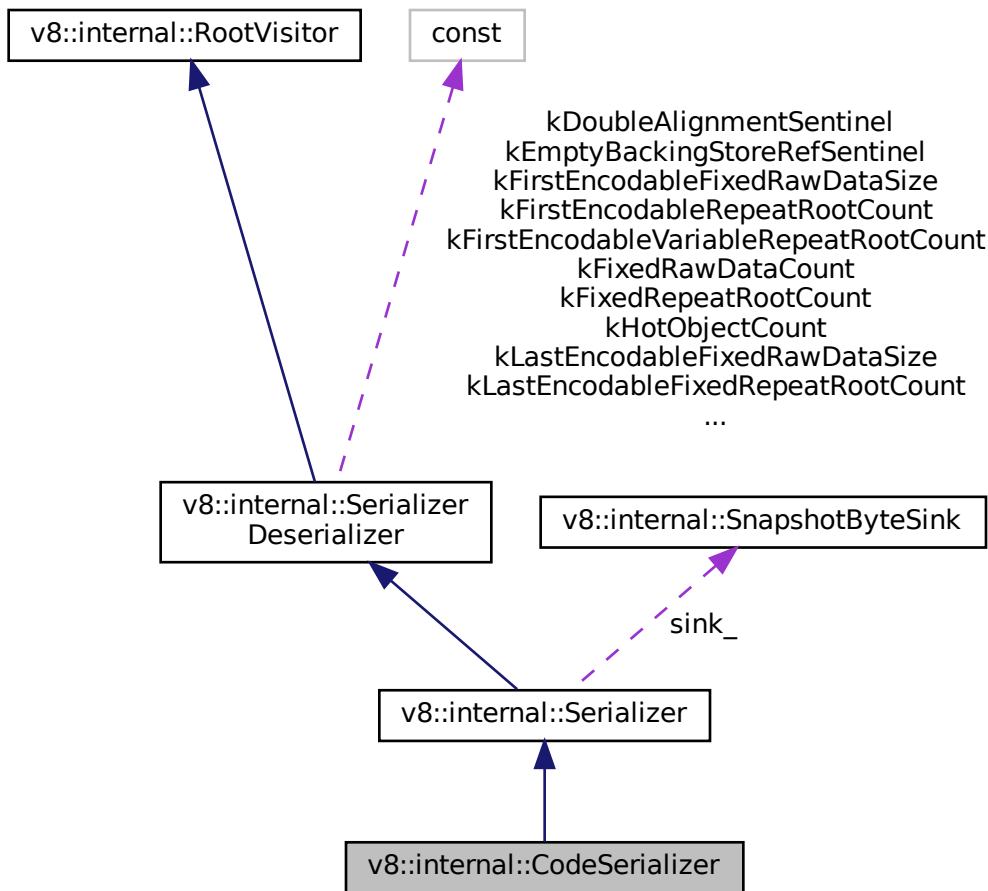 v8::internal::RootVisitor
const
kDoubleAlignmentSentinel
kEmptyBackingStoreRefSentinel
kFirstEncodableFixedRawDataSize
kFirstEncodableRepeatRootCount
kFirstEncodableVariableRepeatRootCount
kFixedRawDataCount
kFixedRepeatRootCount
kHotObjectCount
kLastEncodableFixedRawDataSize
kLastEncodableFixedRepeatRootCount
...
v8::internal::Serializer
Deserializer
v8::internal::SnapshotByteSink
sink_
v8::internal::Serializer
v8::internal::CodeSerializer